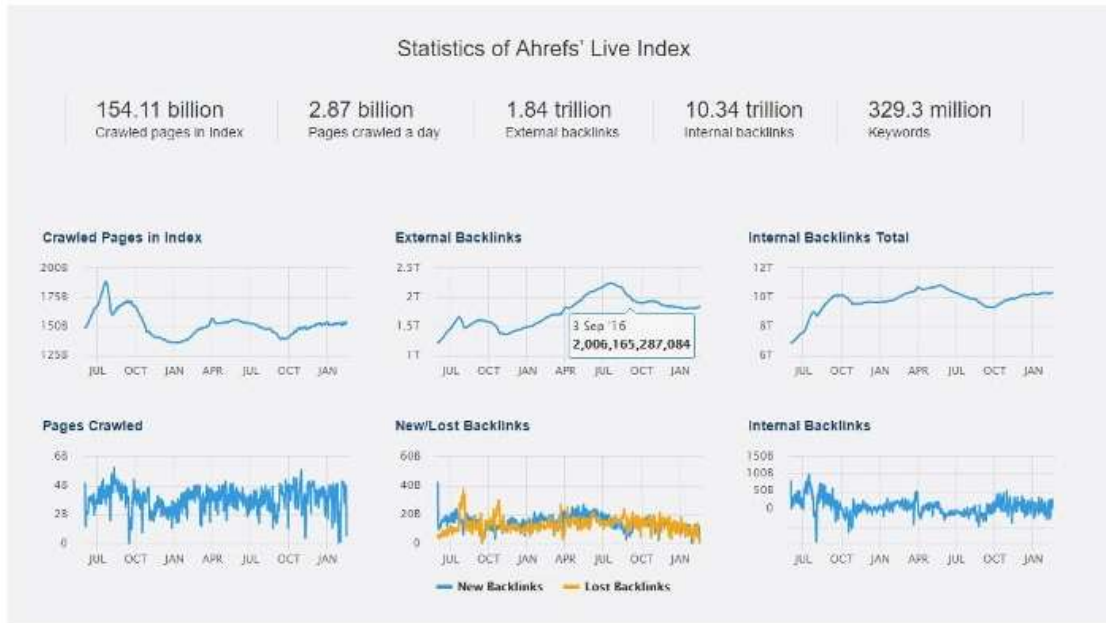 Statistics of Ahrefs' Live Index
154.11 billion
Crawled pages in Index
2.87 billion
Pages crawled a day
1.84 trillion
External backlinks
10.34 trillion
Internal backlinks
329.3 million
Keywords
Crawled Pages in Index
200B
175B
150B
125B
JUL OCT JAN APR JUL OCT JAN
External Backlinks
2.5T
2T
1.5T
1T
3 Sep '16
2,006,165,287,084
JUL OCT JAN APR JUL OCT JAN
Internal Backlinks Total
12T
10T
8T
6T
JUL OCT JAN APR JUL OCT JAN
Pages Crawled
6B
4B
2B
0
JUL OCT JAN APR JUL OCT JAN
New/Lost Backlinks
60B
40B
20B
0
JUL OCT JAN APR JUL OCT JAN
New Backlinks Lost Backlinks
Internal Backlinks
150B
100B
50B
0
JUL OCT JAN APR JUL OCT JAN